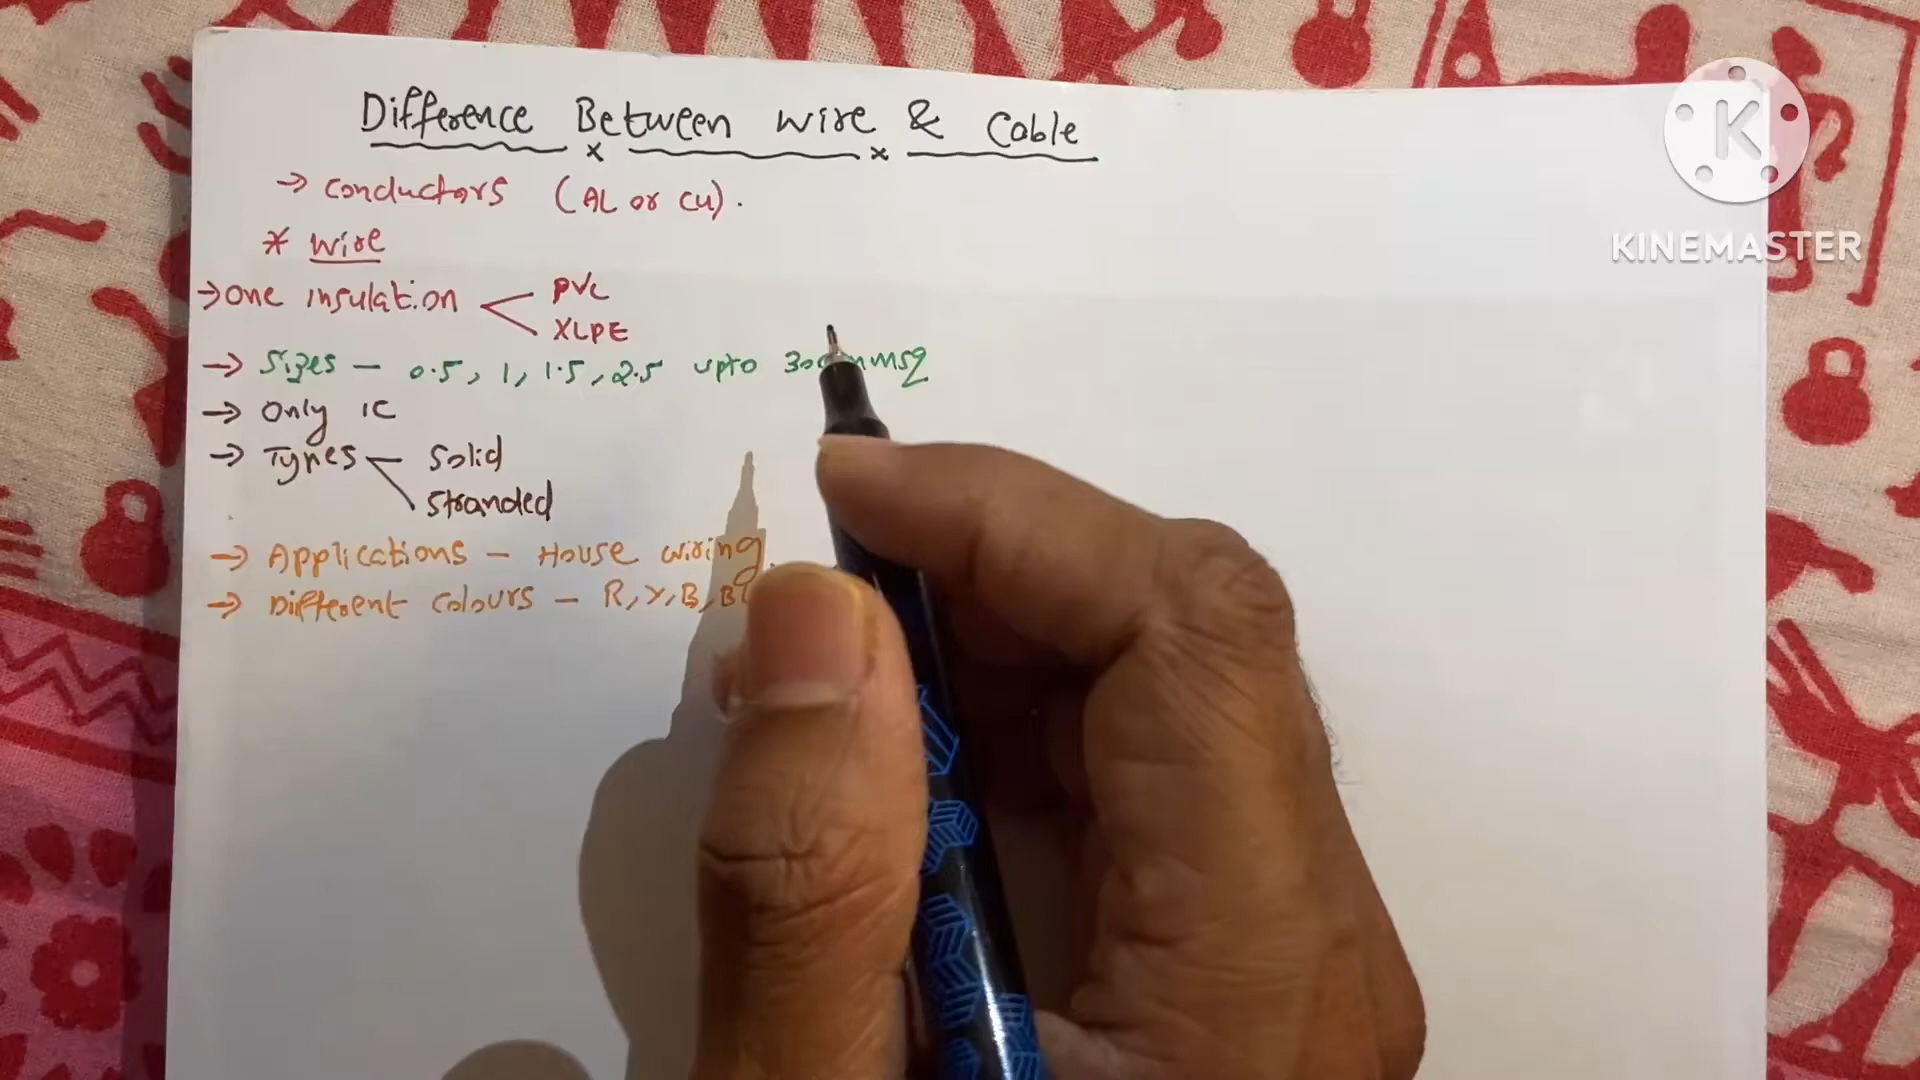 Difference Between wire & Cable
x x
→ conductors (AL or CU).
* wire
→ one insulation PVC
XLPE
→ Sizes - 0.5, 1, 1.5, 2.5 upto mmsq
→ Only 1C
→ Types Solid
Stranded
→ Applications - House wiring.
→ Different Colours - R, Y, B,
K
KINEMASTER